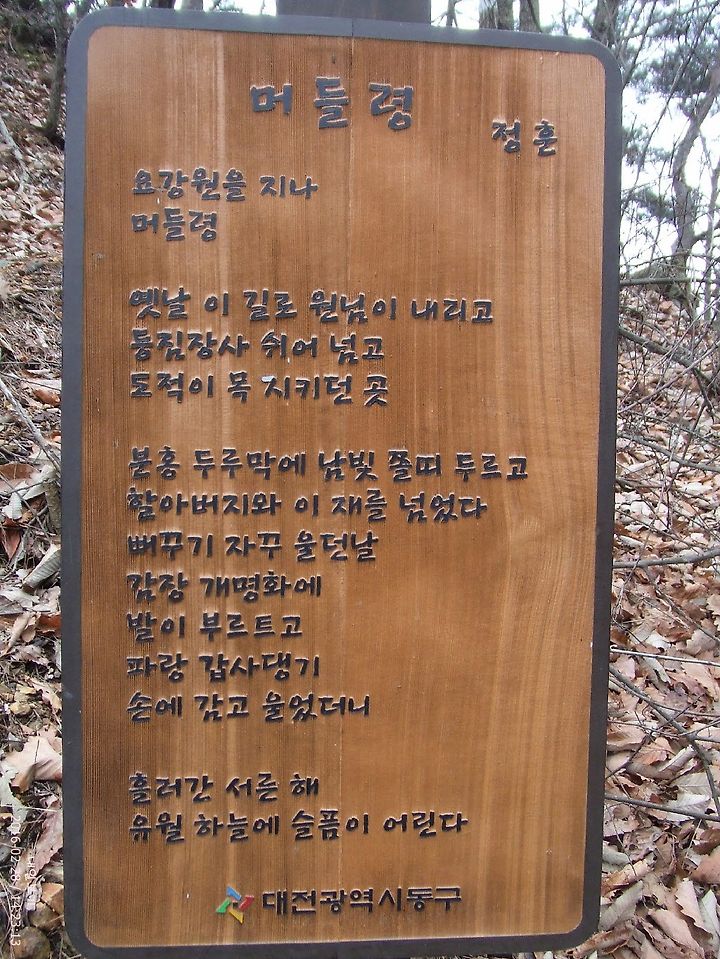 머들령
정훈
요강원을 지나
머들령
옛날 이 길로 원님이 내리고
등짐장사 쉬어 넘고
도적이 목 지키던 곳
분홍 두루막에 남빛 쫄띠 두르고
할아버지와 이 재를 넘었다
뻐꾸기 자꾸 울던날
감장 개명화에
발이 부르트고
파랑 갑사댕기
손에 감고 울었더니
흘러간 서른 해
유월 하늘에 슬픔이 어린다
대전광역시동구